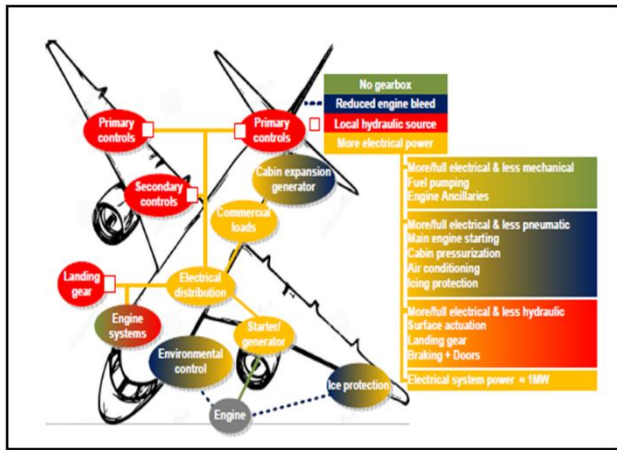 No gearbox
Reduced engine bleed
Local hydraulic source
More electrical power
Primary
controls
Primary
controls
Cabin expansion
generator
Secondary
controls
Commercial
loads
Landing
gear
Electrical
distribution
Engine
systems
Starter/
generator
Environmental
control
Ice protection
Engine
More/full electrical & less mechanical
Fuel pumping
Engine Ancillaries
More/full electrical & less pneumatic
Main engine starting
Cabin pressurization
Air conditioning
Icing protection
More/full electrical & less hydraulic
Surface actuation
Landing gear
Braking + Doors
Electrical system power ≈ 1MW